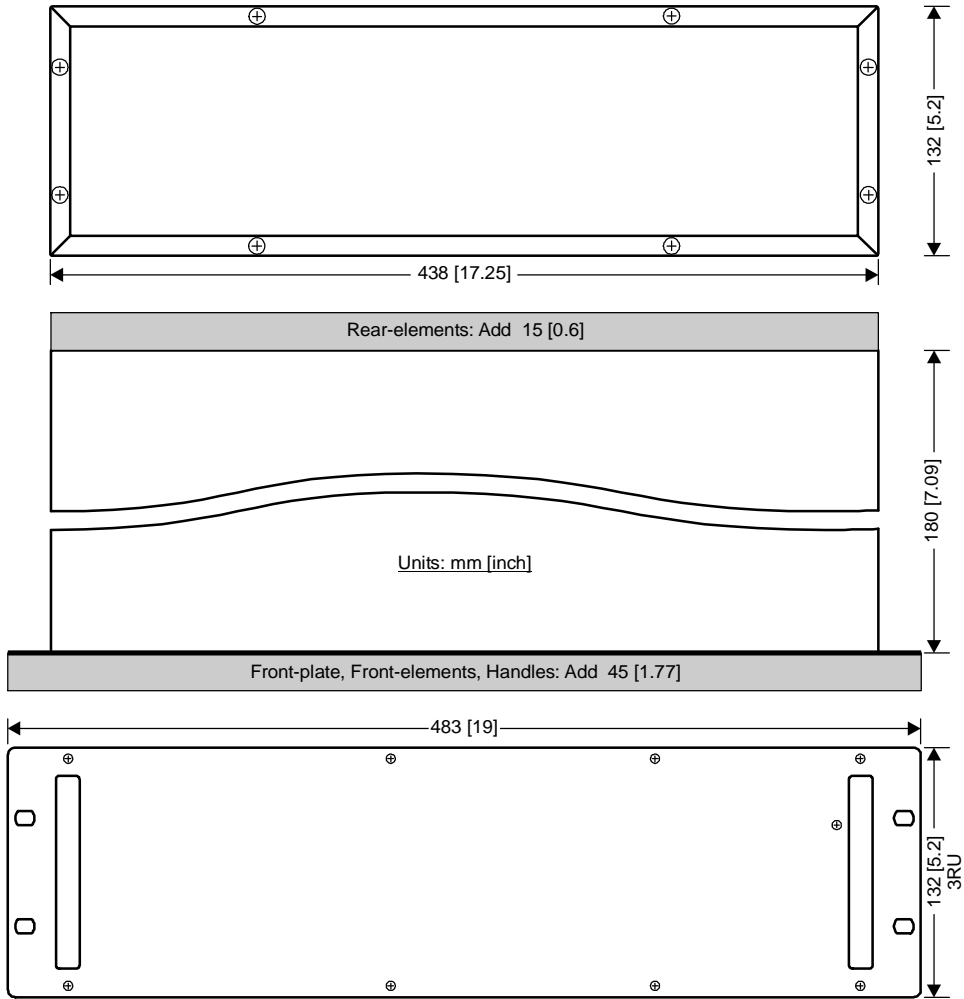 132 [5.2]
438 [17.25]
Rear-elements: Add  15 [0.6]
180 [7.09]
Units: mm [inch]
Front-plate, Front-elements, Handles: Add  45 [1.77]
483 [19]
132 [5.2]
3RU